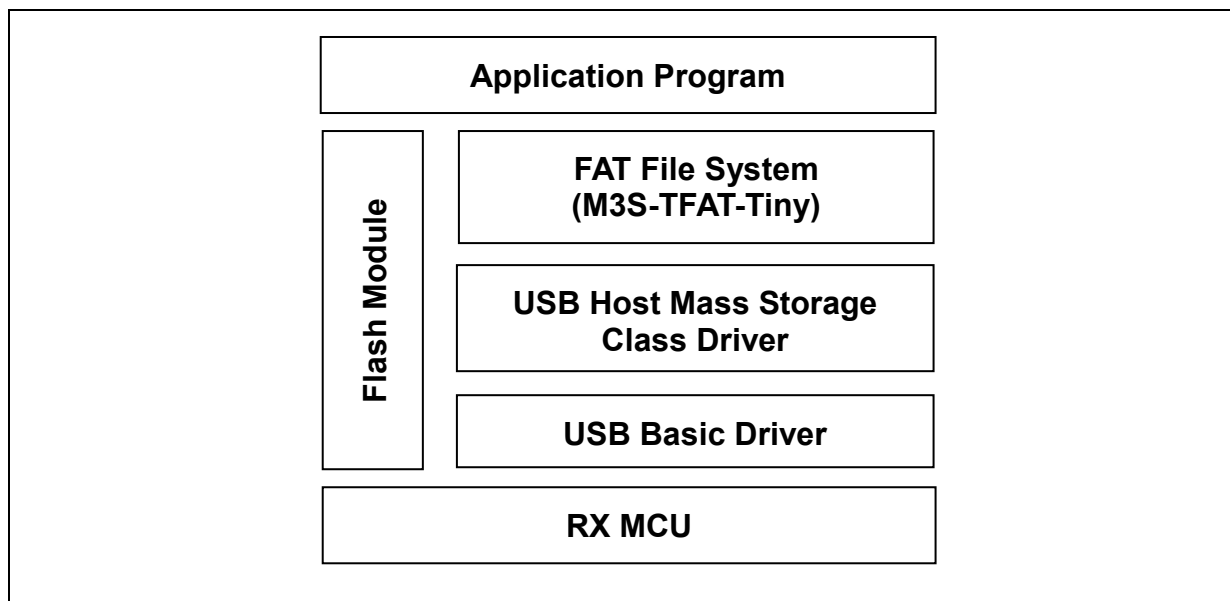 Application Program
Flash Module
FAT File System
(M3S-TFAT-Tiny)
USB Host Mass Storage
Class Driver
USB Basic Driver
RX MCU